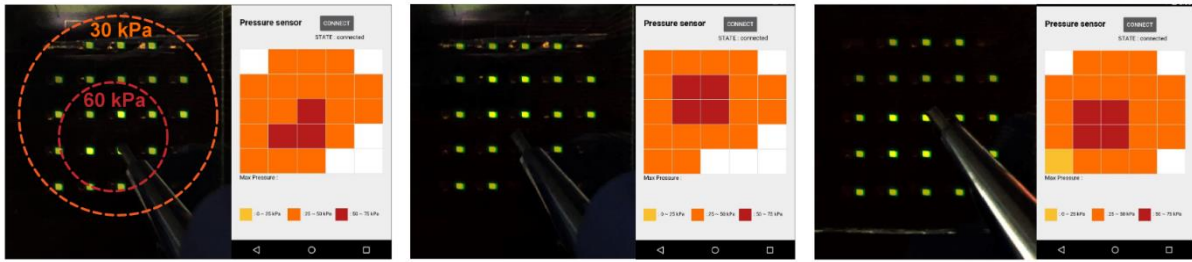 30 kPa
60 kPa
Pressure sensor CONNECT
STATE : connected
Max Pressure :
: 0 ~ 25 kPa : 25 ~ 50 kPa : 50 ~ 75 kPa
Pressure sensor CONNECT
STATE : connected
Max Pressure :
: 0 ~ 25 kPa : 25 ~ 50 kPa : 50 ~ 75 kPa
Pressure sensor CONNECT
STATE : connected
Max Pressure :
: 0 ~ 25 kPa : 25 ~ 50 kPa : 50 ~ 75 kPa